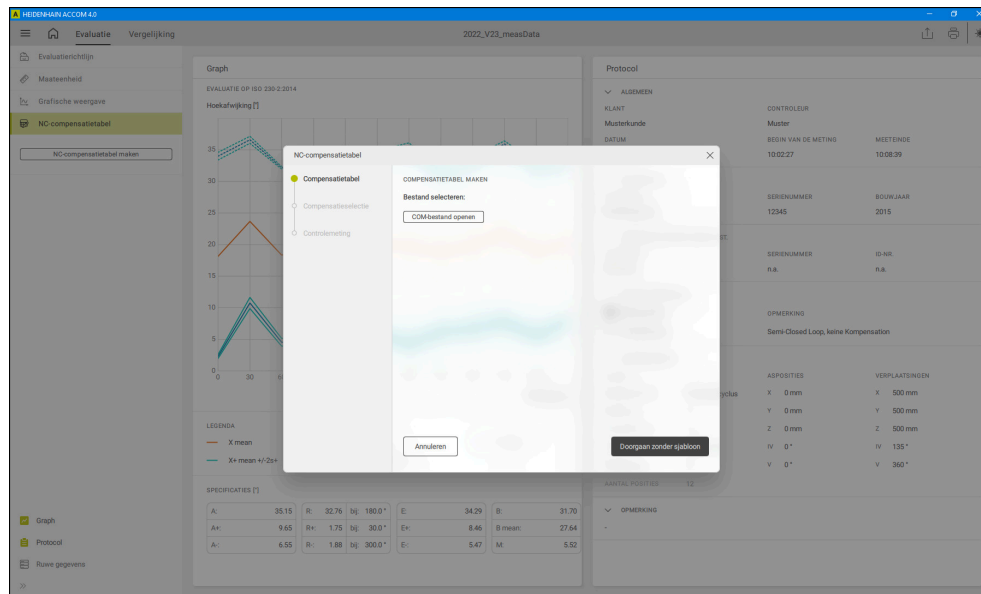 HEIDENHAIN ACCOM 4.0
Evaluatie
Vergelijking
2022_V23_measData
Evaluatierichtlijn
Maateenheid
Grafische weergave
NC-compensatietabel
NC-compensatietabel maken
Graph
Protocol
Ruwe gegevens
Graph
EVALUATIE OP ISO 230-2:2014
Hoekafwijking ["]
35
30
25
20
15
10
5
0
0
30
LEGENDA
X mean
X+ mean +/-2s+
SPECIFICATIES ["]
A: 35.15 R: 32.76 bij: 180.0 ° E: 34.29 B: 31.70
A+: 9.65 R+: 1.75 bij: 30.0 ° E+: 8.46 B mean: 27.64
A-: 6.55 R-: 1.88 bij: 300.0 ° E-: 5.47 M: 5.52
NC-compensatietabel
Compensatietabel
Compensatieselectie
Controlemeting
COMPENSATIETABEL MAKEN
Bestand selecteren:
COM-bestand openen
Annuleren
Doorgaan zonder sjabloon
Protocol
ALGEMEEN
KLANT
Musterkunde
CONTROLEUR
Muster
DATUM
BEGIN VAN DE METING
10:02:27
MEETEINDE
10:08:39
SERIENUMMER
12345
BOUWJAAR
2015
SERIENUMMER
n.a.
ID-NR.
n.a.
OPMERKING
Semi-Closed Loop, keine Kompensation
ASPOSITIES
VERPLAATSINGEN
X 0 mm X 500 mm
Y 0 mm Y 500 mm
Z 0 mm Z 500 mm
IV 0 ° IV 135 °
V 0 ° V 360 °
AANTAL POSITIES 12
OPMERKING
-